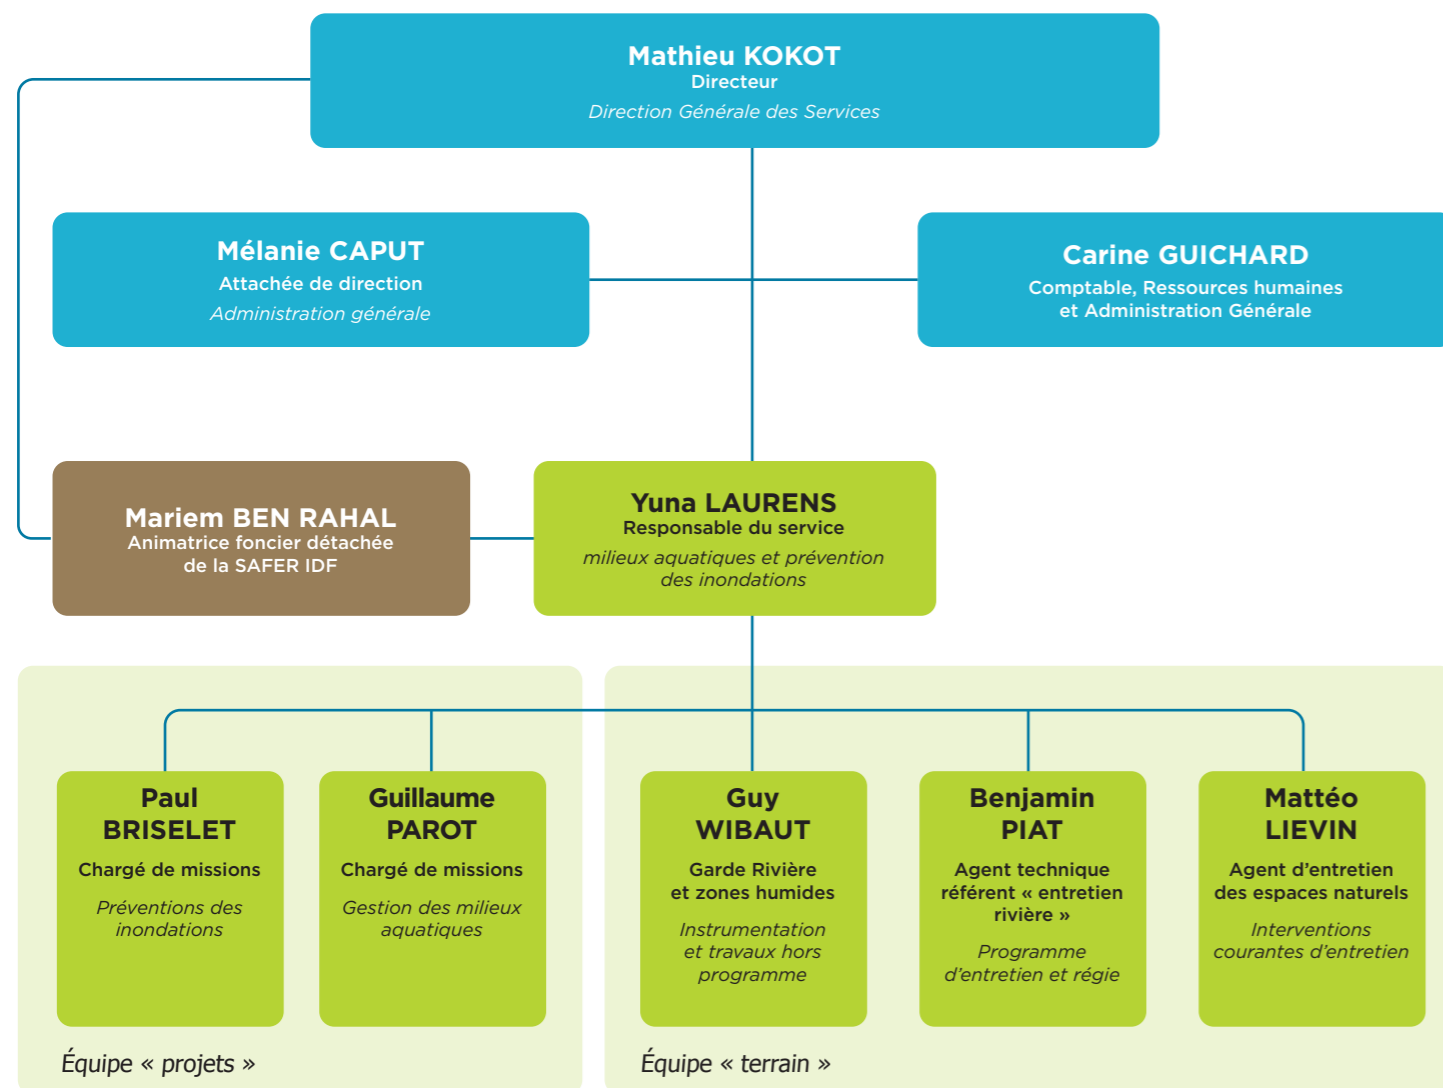 Mathieu KOKOT
Directeur
Direction Générale des Services
Mélanie CAPUT
Attachée de direction
Administration générale
Carine GUICHARD
Comptable, Ressources humaines
et Administration Générale
Mariem BEN RAHAL
Animatrice foncier détachée
de la SAFER IDF
Yuna LAURENS
Responsable du service
milieux aquatiques et prévention
des inondations
Paul
BRISELET
Chargé de missions
Préventions des
inondations
Guillaume
PAROT
Chargé de missions
Gestion des milieux
aquatiques
Équipe « projets »
Guy
WIBAUT
Garde Rivière
et zones humides
Instrumentation
et travaux hors
programme
Benjamin
PIAT
Agent technique
référent « entretien
rivière »
Programme
d'entretien et régie
Mattéo
LIEVIN
Agent d’entretien
des espaces naturels
Interventions
courantes d’entretien
Équipe « terrain »